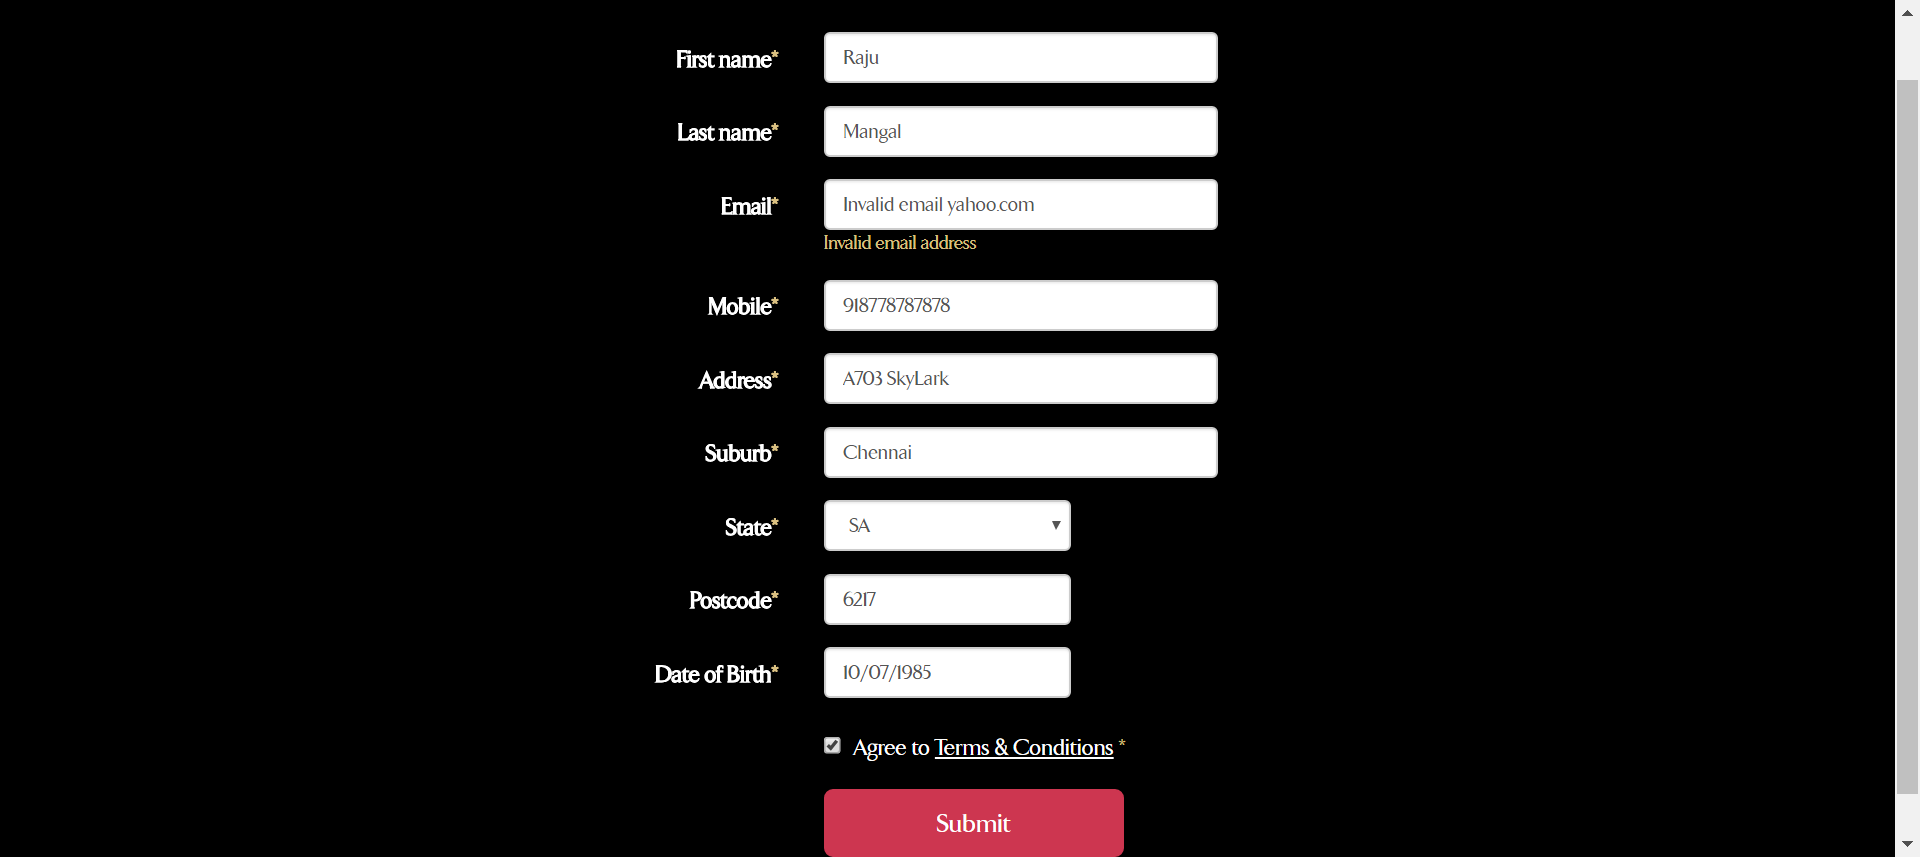 First name* Raju
Last name* Mangal
Email* Invalid email yahoo.com
Invalid email address
Mobile* 918778787878
Address* A703 SkyLark
Suburb* Chennai
State* SA
Postcode* 6217
Date of Birth* 10/07/1985
Agree to Terms & Conditions *
Submit